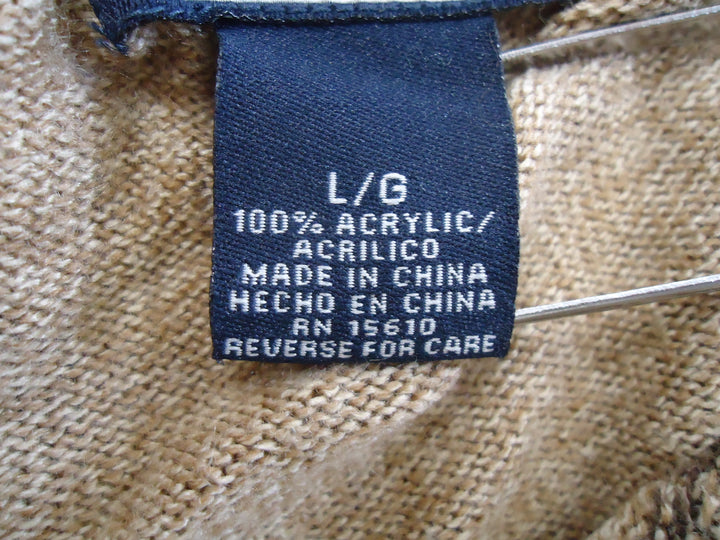 L/G
100% ACRYLIC/
ACRILICO
MADE IN CHINA
HECHO EN CHINA
RN 15610
REVERSE FOR CARE